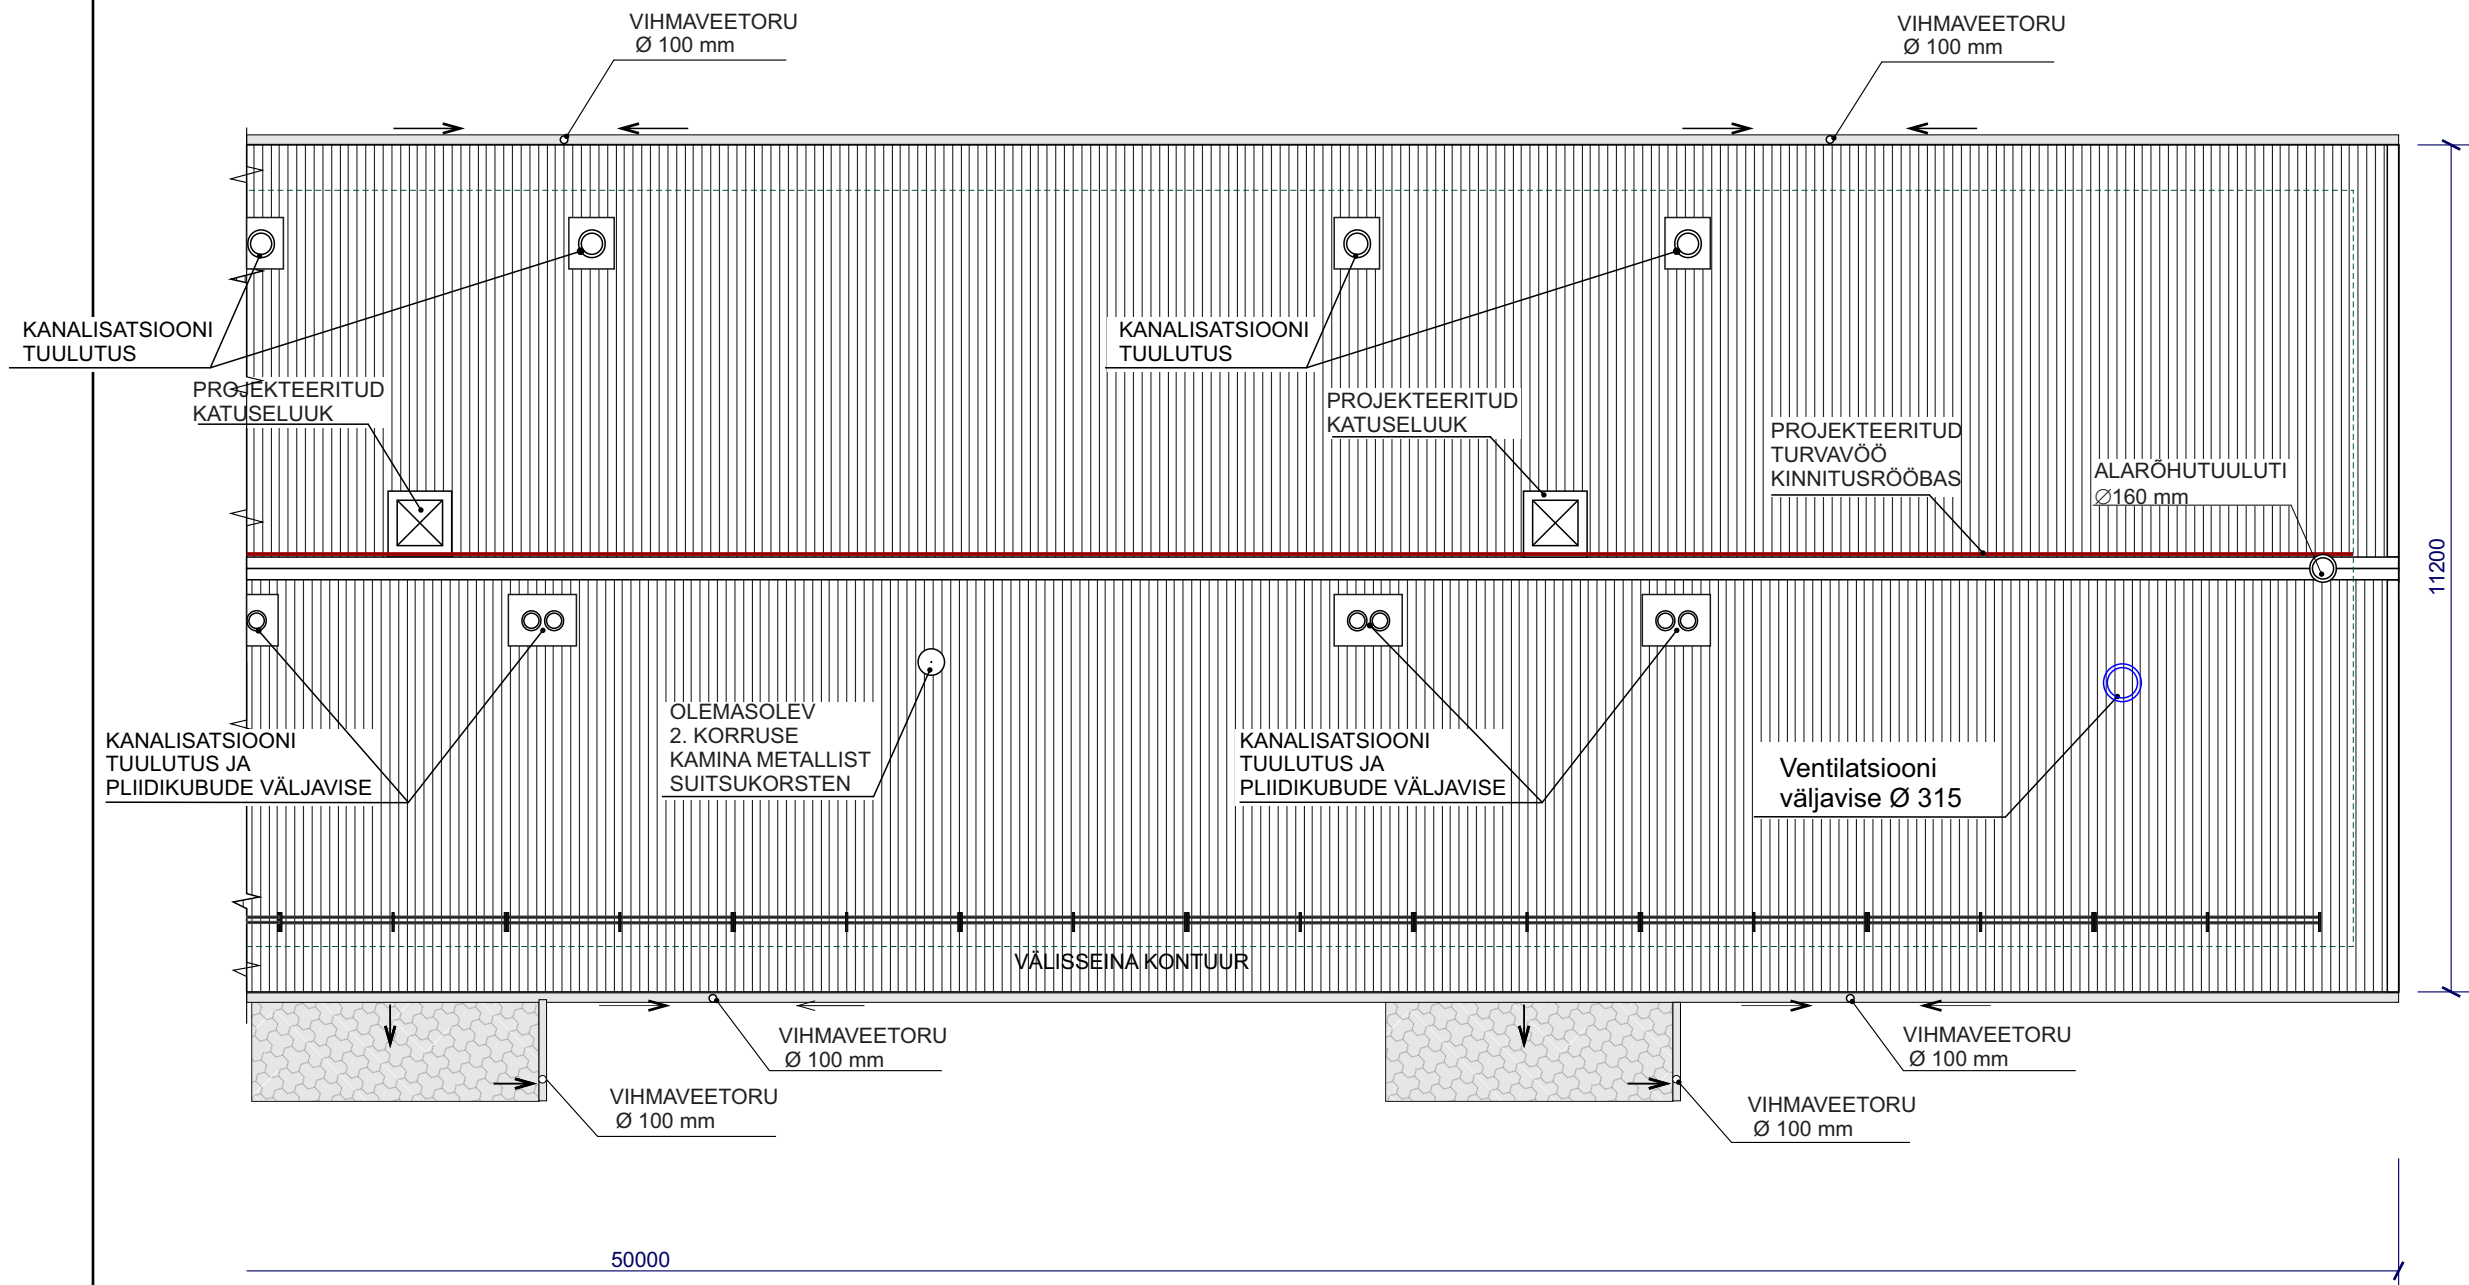 VIHMAVEETORU
Ø 100 mm
VIHMAVEETORU
Ø 100 mm
KANALISATSIOONI
TUULUTUS
KANALISATSIOONI
TUULUTUS
PROJEKTEERITUD
KATUSELUUK
PROJEKTEERITUD
KATUSELUUK
PROJEKTEERITUD
TURVAVÖÖ
KINNITUSRÖÖBAS
ALARÕHUTUULUTI
∅160 mm
11200
KANALISATSIOONI
TUULUTUS JA
PLIIDIKUBUDE VÄLJAVISE
OLEMASOLEV
2. KORRUSE
KAMINA METALLIST
SUITSUKORSTEN
KANALISATSIOONI
TUULUTUS JA
PLIIDIKUBUDE VÄLJAVISE
Ventilatsiooni
väljavise Ø 315
VÄLISSEINA KONTUUR
VIHMAVEETORU
Ø 100 mm
VIHMAVEETORU
Ø 100 mm
VIHMAVEETORU
Ø 100 mm
VIHMAVEETORU
Ø 100 mm
50000